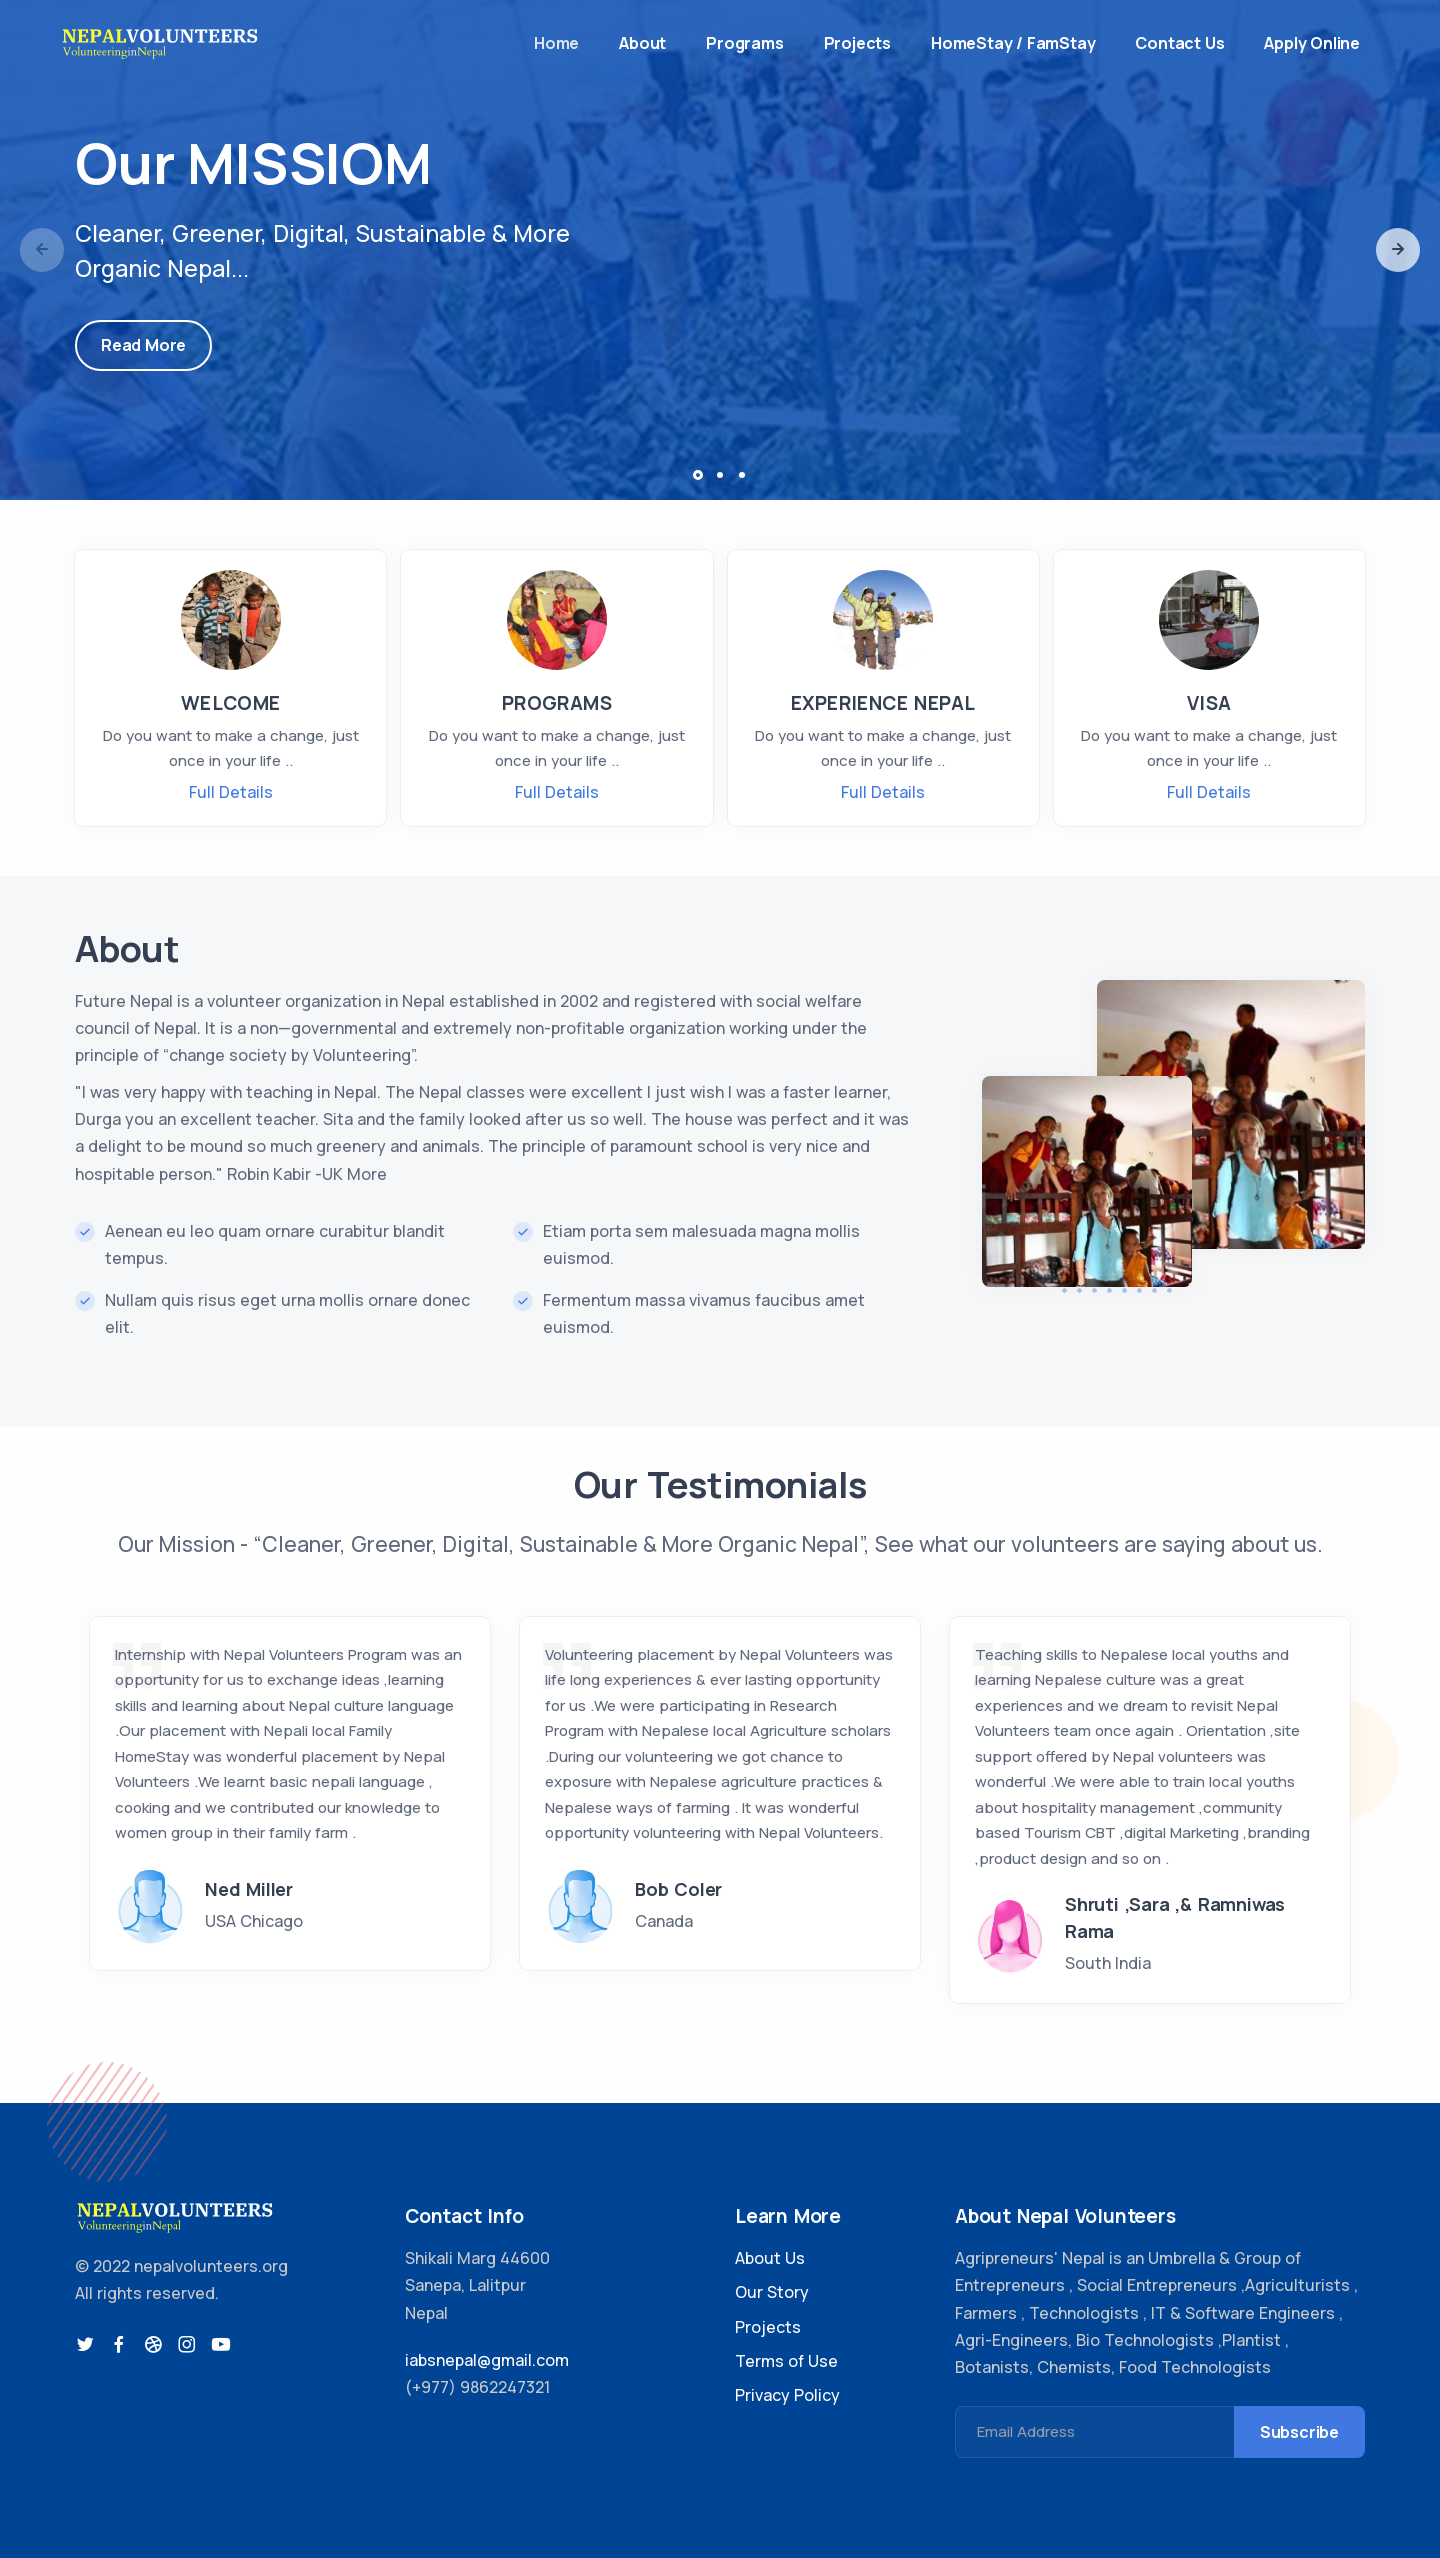 NEPALVOLUNTEERS
VolunteeringinNepal
Home About Programs Projects HomeStay / FamStay Contact Us Apply Online
Our MISSIOM
Cleaner, Greener, Digital, Sustainable & More
Organic Nepal...
Read More
WELCOME
Do you want to make a change, just
once in your life ..
Full Details
PROGRAMS
Do you want to make a change, just
once in your life ..
Full Details
EXPERIENCE NEPAL
Do you want to make a change, just
once in your life ..
Full Details
VISA
Do you want to make a change, just
once in your life ..
Full Details
About
Future Nepal is a volunteer organization in Nepal established in 2002 and registered with social welfare
council of Nepal. It is a non—governmental and extremely non-profitable organization working under the
principle of “change society by Volunteering”.
"I was very happy with teaching in Nepal. The Nepal classes were excellent I just wish I was a faster learner,
Durga you an excellent teacher. Sita and the family looked after us so well. The house was perfect and it was
a delight to be mound so much greenery and animals. The principle of paramount school is very nice and
hospitable person." Robin Kabir -UK More
Aenean eu leo quam ornare curabitur blandit
tempus.
Nullam quis risus eget urna mollis ornare donec
elit.
Etiam porta sem malesuada magna mollis
euismod.
Fermentum massa vivamus faucibus amet
euismod.
Our Testimonials
Our Mission - “Cleaner, Greener, Digital, Sustainable & More Organic Nepal”, See what our volunteers are saying about us.
Internship with Nepal Volunteers Program was an
opportunity for us to exchange ideas ,learning
skills and learning about Nepal culture language
.Our placement with Nepali local Family
HomeStay was wonderful placement by Nepal
Volunteers .We learnt basic nepali language ,
cooking and we contributed our knowledge to
women group in their family farm .
Ned Miller
USA Chicago
Volunteering placement by Nepal Volunteers was
life long experiences & ever lasting opportunity
for us .We were participating in Research
Program with Nepalese local Agriculture scholars
.During our volunteering we got chance to
exposure with Nepalese agriculture practices &
Nepalese ways of farming . It was wonderful
opportunity volunteering with Nepal Volunteers.
Bob Coler
Canada
Teaching skills to Nepalese local youths and
learning Nepalese culture was a great
experiences and we dream to revisit Nepal
Volunteers team once again . Orientation ,site
support offered by Nepal volunteers was
wonderful .We were able to train local youths
about hospitality management ,community
based Tourism CBT ,digital Marketing ,branding
,product design and so on .
Shruti ,Sara ,& Ramniwas
Rama
South India
NEPALVOLUNTEERS
VolunteeringinNepal
© 2022 nepalvolunteers.org
All rights reserved.
Contact Info
Shikali Marg 44600
Sanepa, Lalitpur
Nepal
iabsnepal@gmail.com
(+977) 9862247321
Learn More
About Us
Our Story
Projects
Terms of Use
Privacy Policy
About Nepal Volunteers
Agripreneurs' Nepal is an Umbrella & Group of
Entrepreneurs , Social Entrepreneurs ,Agriculturists ,
Farmers , Technologists , IT & Software Engineers ,
Agri-Engineers, Bio Technologists ,Plantist ,
Botanists, Chemists, Food Technologists
Email Address
Subscribe